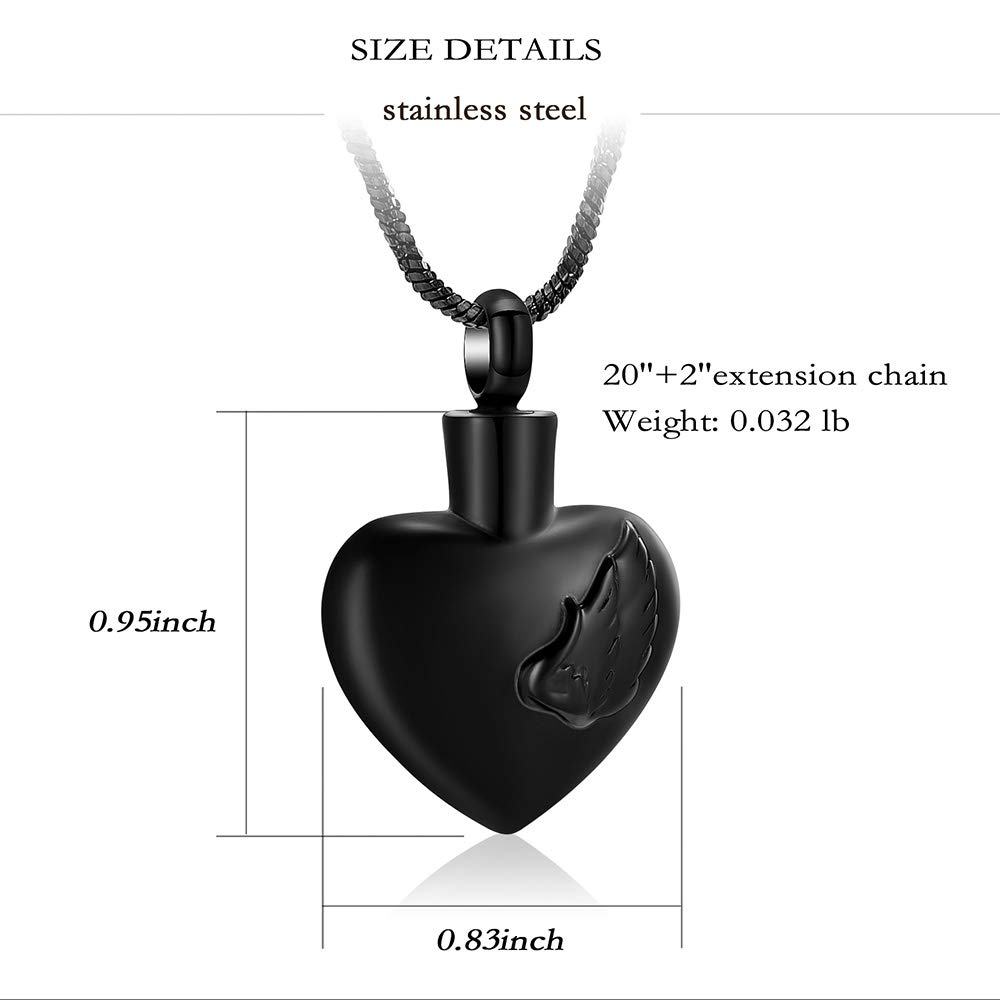 SIZE DETAILS
stainless steel
20"+2"extension chain
Weight: 0.032 lb
0.95inch
0.83inch